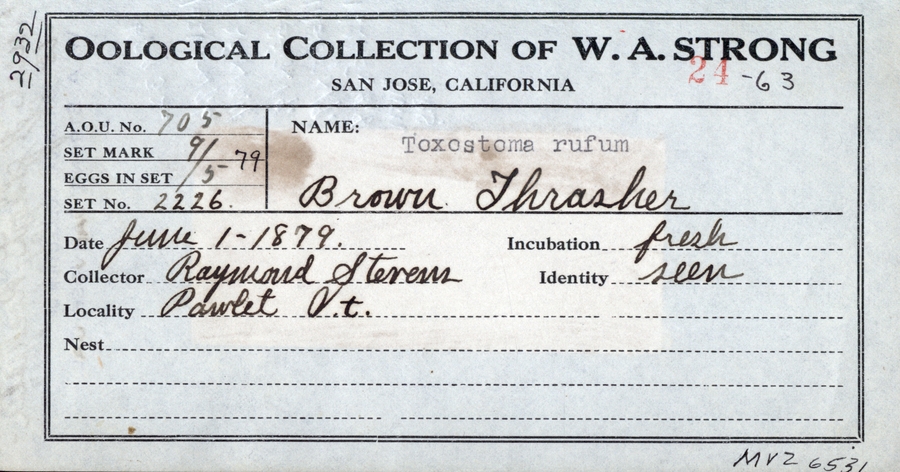 2932
OOLOGICAL COLLECTION OF W. A. STRONG
SAN JOSE, CALIFORNIA
24 -63
A.O.U. No. 705
SET MARK 9/
EGGS IN SET /5 79
SET No. 2226.
NAME:
Toxostoma rufum
Brown Thrasher
Date June 1-1879. Incubation fresh
Collector Raymond Stevens Identity seen
Locality Pawlet Vt.
Nest
MVZ 6531